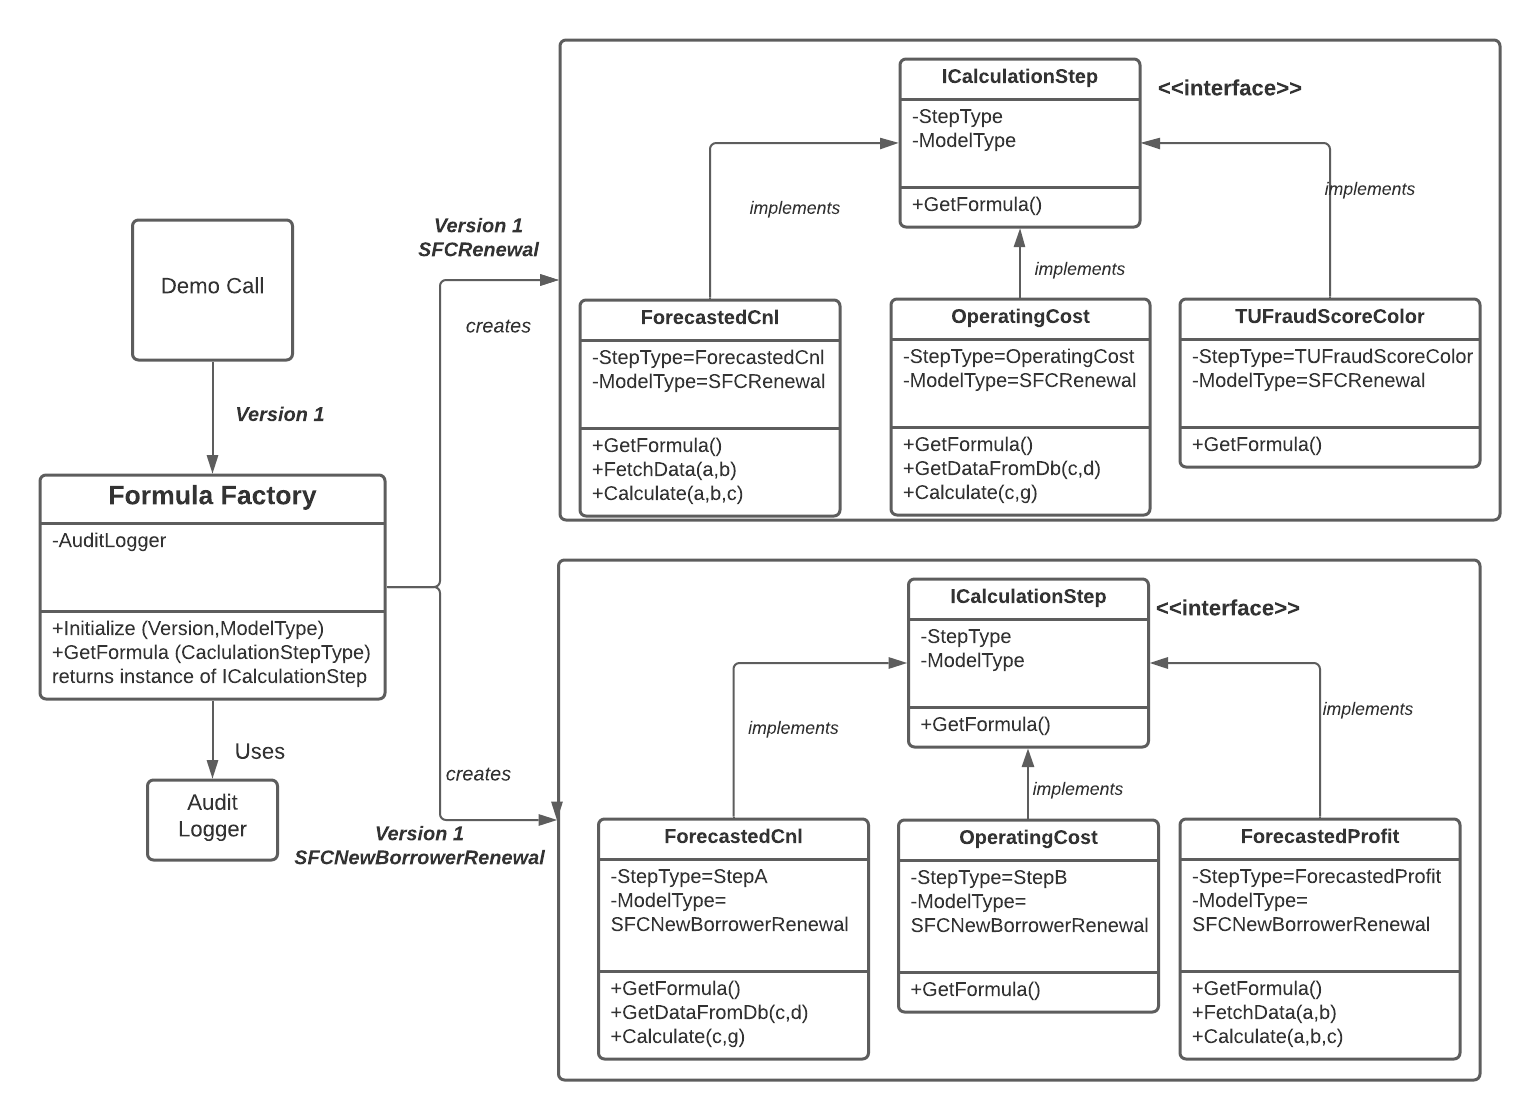 Demo Call
Version 1
Formula Factory
-AuditLogger
+Initialize (Version,ModelType)
+GetFormula (CaclulationStepType)
returns instance of ICalculationStep
Uses
Audit
Logger
Version 1
SFCRenewal
creates
creates
Version 1
SFCNewBorrowerRenewal
ICalculationStep
<<interface>>
-StepType
-ModelType
+GetFormula()
implements
implements
implements
ForecastedCnl
-StepType=ForecastedCnl
-ModelType=SFCRenewal
+GetFormula()
+FetchData(a,b)
+Calculate(a,b,c)
OperatingCost
-StepType=OperatingCost
-ModelType=SFCRenewal
+GetFormula()
+GetDataFromDb(c,d)
+Calculate(c,g)
TUFraudScoreColor
-StepType=TUFraudScoreColor
-ModelType=SFCRenewal
+GetFormula()
ICalculationStep
<<interface>>
-StepType
-ModelType
+GetFormula()
implements
implements
implements
ForecastedCnl
-StepType=StepA
-ModelType=
SFCNewBorrowerRenewal
+GetFormula()
+GetDataFromDb(c,d)
+Calculate(c,g)
OperatingCost
-StepType=StepB
-ModelType=
SFCNewBorrowerRenewal
+GetFormula()
ForecastedProfit
-StepType=ForecastedProfit
-ModelType=
SFCNewBorrowerRenewal
+GetFormula()
+FetchData(a,b)
+Calculate(a,b,c)